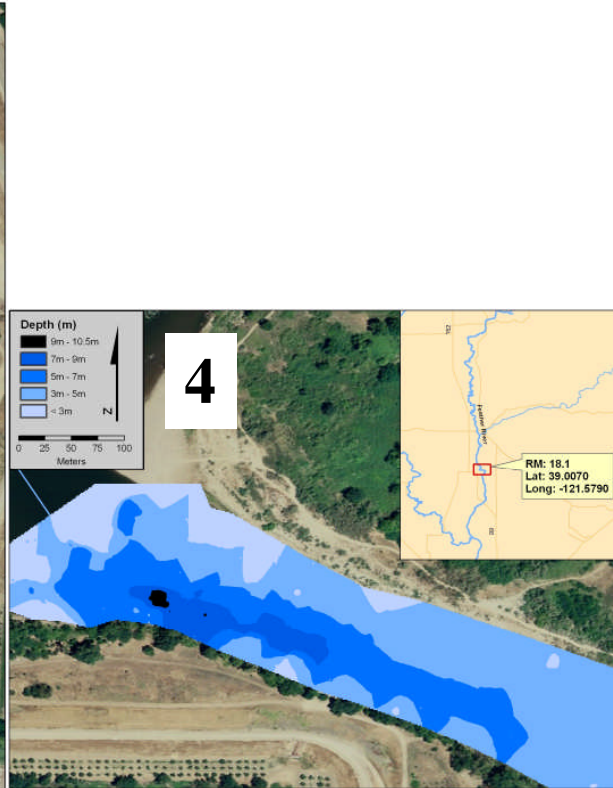 Depth (m)
9m - 10.5m
7m - 9m
5m - 7m
3m - 5m
< 3m
N
0 25 50 75 100
Meters
4
Feather River
RM: 18.1
Lat: 39.0070
Long: -121.5790